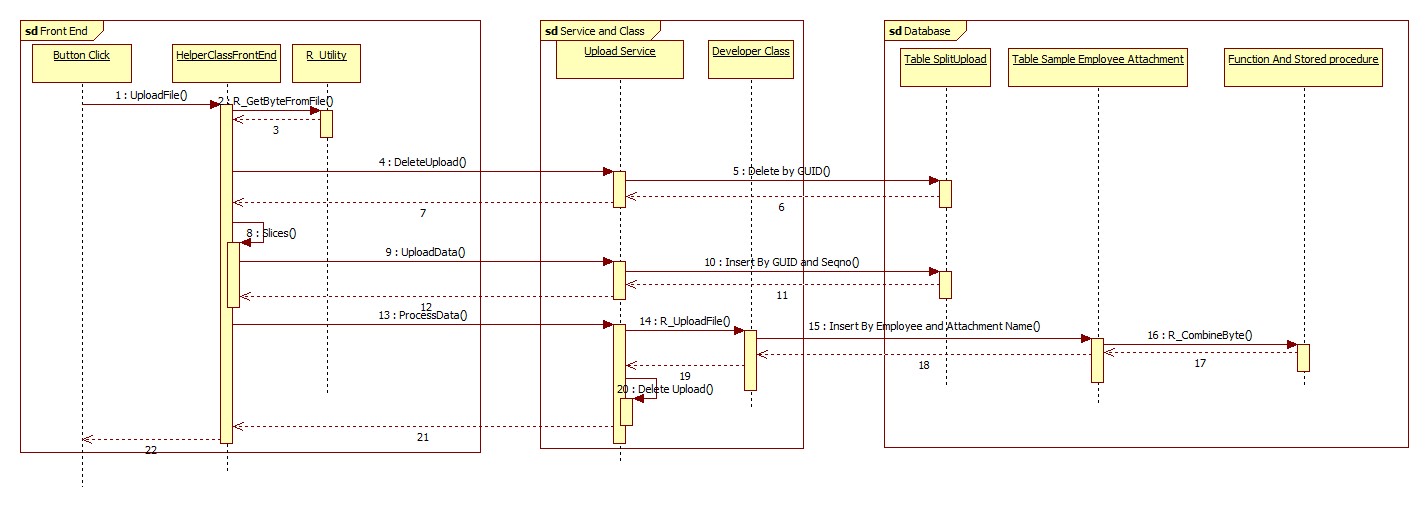 sd Front End
sd Service and Class
sd Database
Button Click
HelperClassFrontEnd
R_Utility
Upload Service
Developer Class
Table SplitUpload
Table Sample Employee Attachment
Function And Stored procedure
1 : UploadFile()
2 : R_GetByteFromFile()
3
4 : DeleteUpload()
5 : Delete by GUID()
6
7
8 : Slices()
9 : UploadData()
10 : Insert By GUID and Seqno()
11
12
13 : ProcessData()
14 : R_UploadFile()
15 : Insert By Employee and Attachment Name()
16 : R_CombineByte()
17
18
19
20 : Delete Upload()
21
22